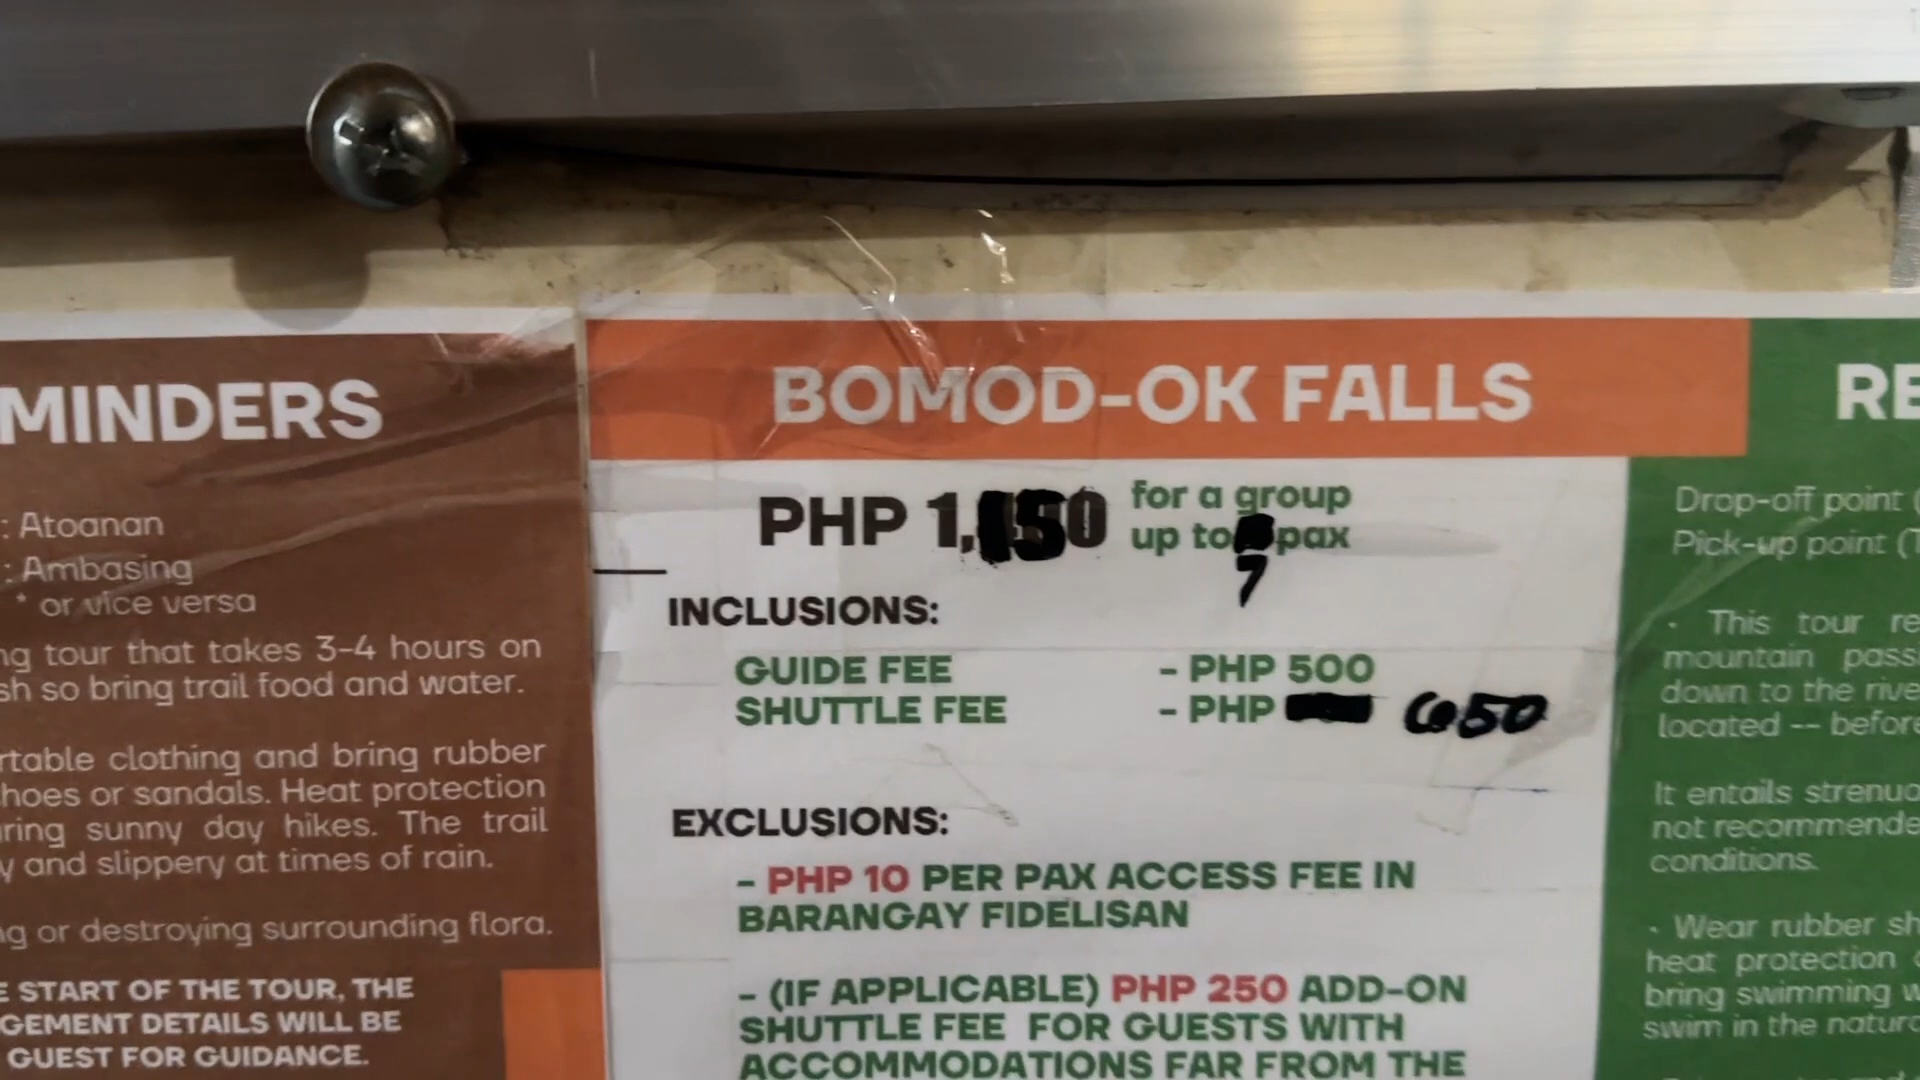 MINDERS
: Atoanan
: Ambasing
* or vice versa
ng tour that takes 3-4 hours on
sh so bring trail food and water.
rtable clothing and bring rubber
hoes or sandals. Heat protection
uring sunny day hikes. The trail
y and slippery at times of rain.
ng or destroying surrounding flora.
E START OF THE TOUR, THE
GEMENT DETAILS WILL BE
GUEST FOR GUIDANCE.
BOMOD-OK FALLS
PHP 1,150 for a group
up to pax
7
INCLUSIONS:
GUIDE FEE - PHP 500
SHUTTLE FEE - PHP 650
EXCLUSIONS:
- PHP 10 PER PAX ACCESS FEE IN
BARANGAY FIDELISAN
- (IF APPLICABLE) PHP 250 ADD-ON
SHUTTLE FEE FOR GUESTS WITH
ACCOMMODATIONS FAR FROM THE
RE
Drop-off point (
Pick-up point (T
· This tour re
mountain pass
down to the rive
located -- before
It entails strenuo
not recommende
conditions.
· Wear rubber sh
heat protection
bring swimming w
swim in the natura